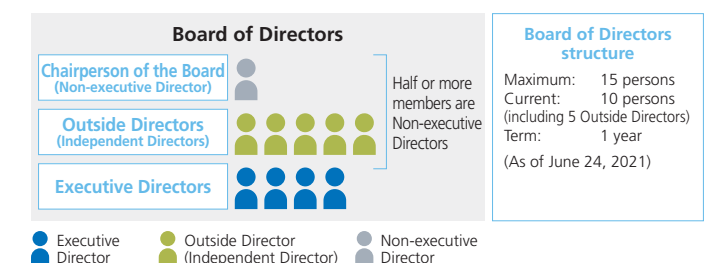 Board of Directors
Chairperson of the Board
(Non-executive Director)
Outside Directors
(Independent Directors)
Executive Directors
Half or more
members are
Non-executive
Directors
Board of Directors
structure
Maximum: 15 persons
Current: 10 persons
(including 5 Outside Directors)
Term: 1 year
(As of June 24, 2021)
Executive
Director
Outside Director
(Independent Director)
Non-executive
Director